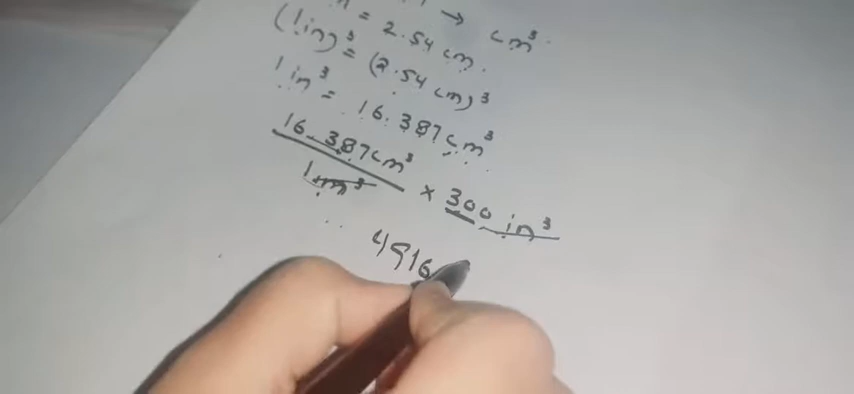 → cm³.
= 2.54 cm.
(1in)³ = (2.54 cm)³
1 in³ = 16.387 cm³
16.387cm³
× 300 in³
1in³
4916